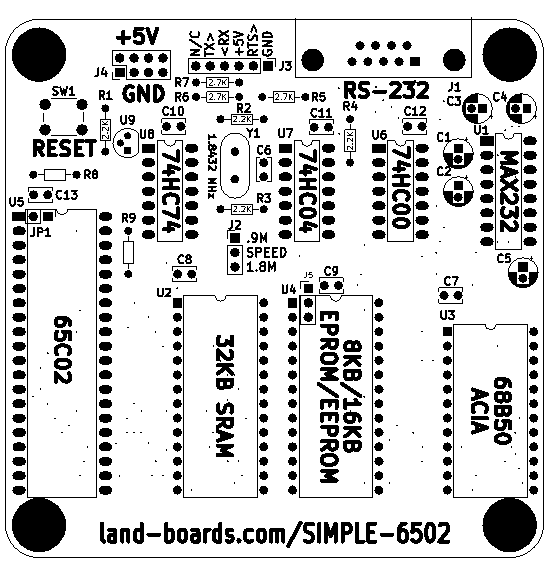 +5V
J4
GND
N/C
TX>
<RX
+5V
RTS>
GND
J3
RS-232
J1
SW1
RESET
R1
2.2K
U9
R7
2.7K
R6
2.7K
2.7K
R5
R2
2.2K
R4
2.2K
C3
C4
C10
U8
74HC74
Y1
1.8432 MHz
C6
U7
C11
74HC04
U6
C12
74HC00
C1
C2
U1
MAX232
C5
R8
C13
U5
JP1
65C02
R9
R3
2.2K
J2
.9M
SPEED
1.8M
C8
U2
32KB SRAM
J5
C9
U4
8KB/16KB
EPROM/EEPROM
C7
U3
68B50
ACIA
land-boards.com/SIMPLE-6502